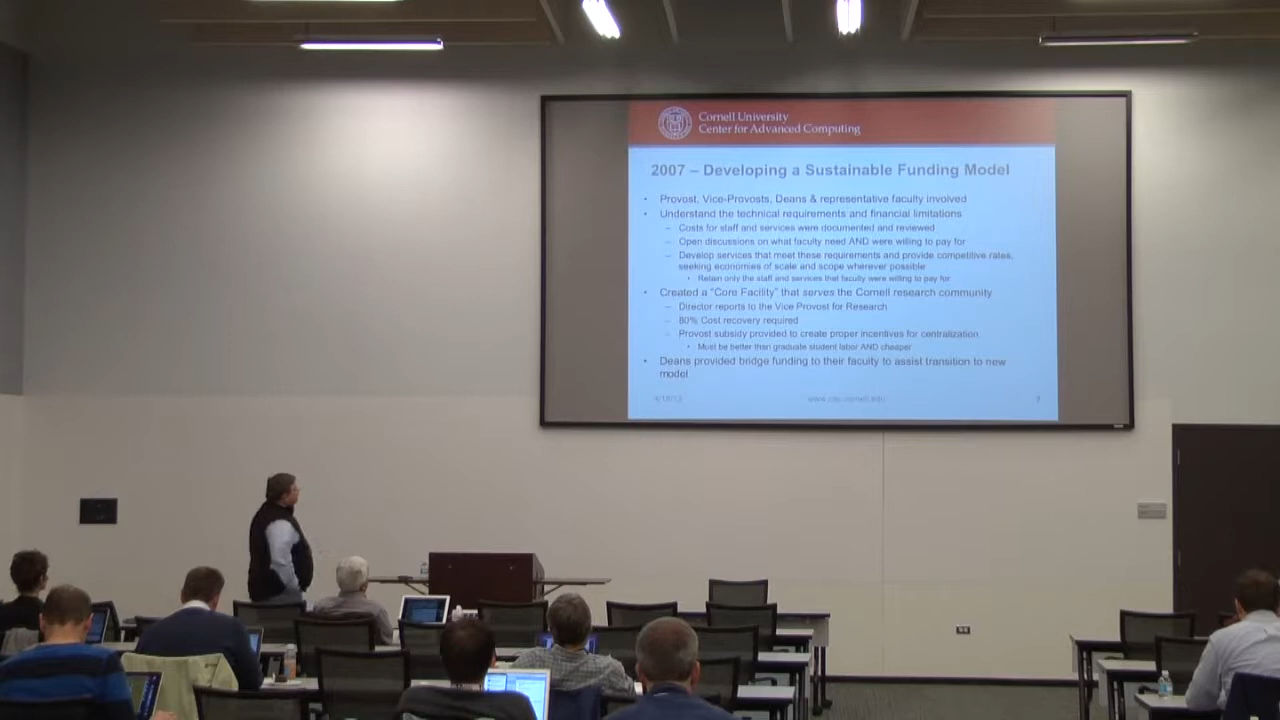 Cornell University
Center for Advanced Computing
2007 – Developing a Sustainable Funding Model
• Provost, Vice-Provosts, Deans & representative faculty involved
• Understand the technical requirements and financial limitations
– Costs for staff and services were documented and reviewed
– Open discussions on what faculty need AND were willing to pay for
– Develop services that meet these requirements and provide competitive rates,
seeking economies of scale and scope wherever possible
• Retain only the staff and services that faculty were willing to pay for
• Created a "Core Facility" that serves the Cornell research community
– Director reports to the Vice Provost for Research
– 80% Cost recovery required
– Provost subsidy provided to create proper incentives for centralization
• Must be better than graduate student labor AND cheaper
• Deans provided bridge funding to their faculty to assist transition to new
model
www.cac.cornell.edu